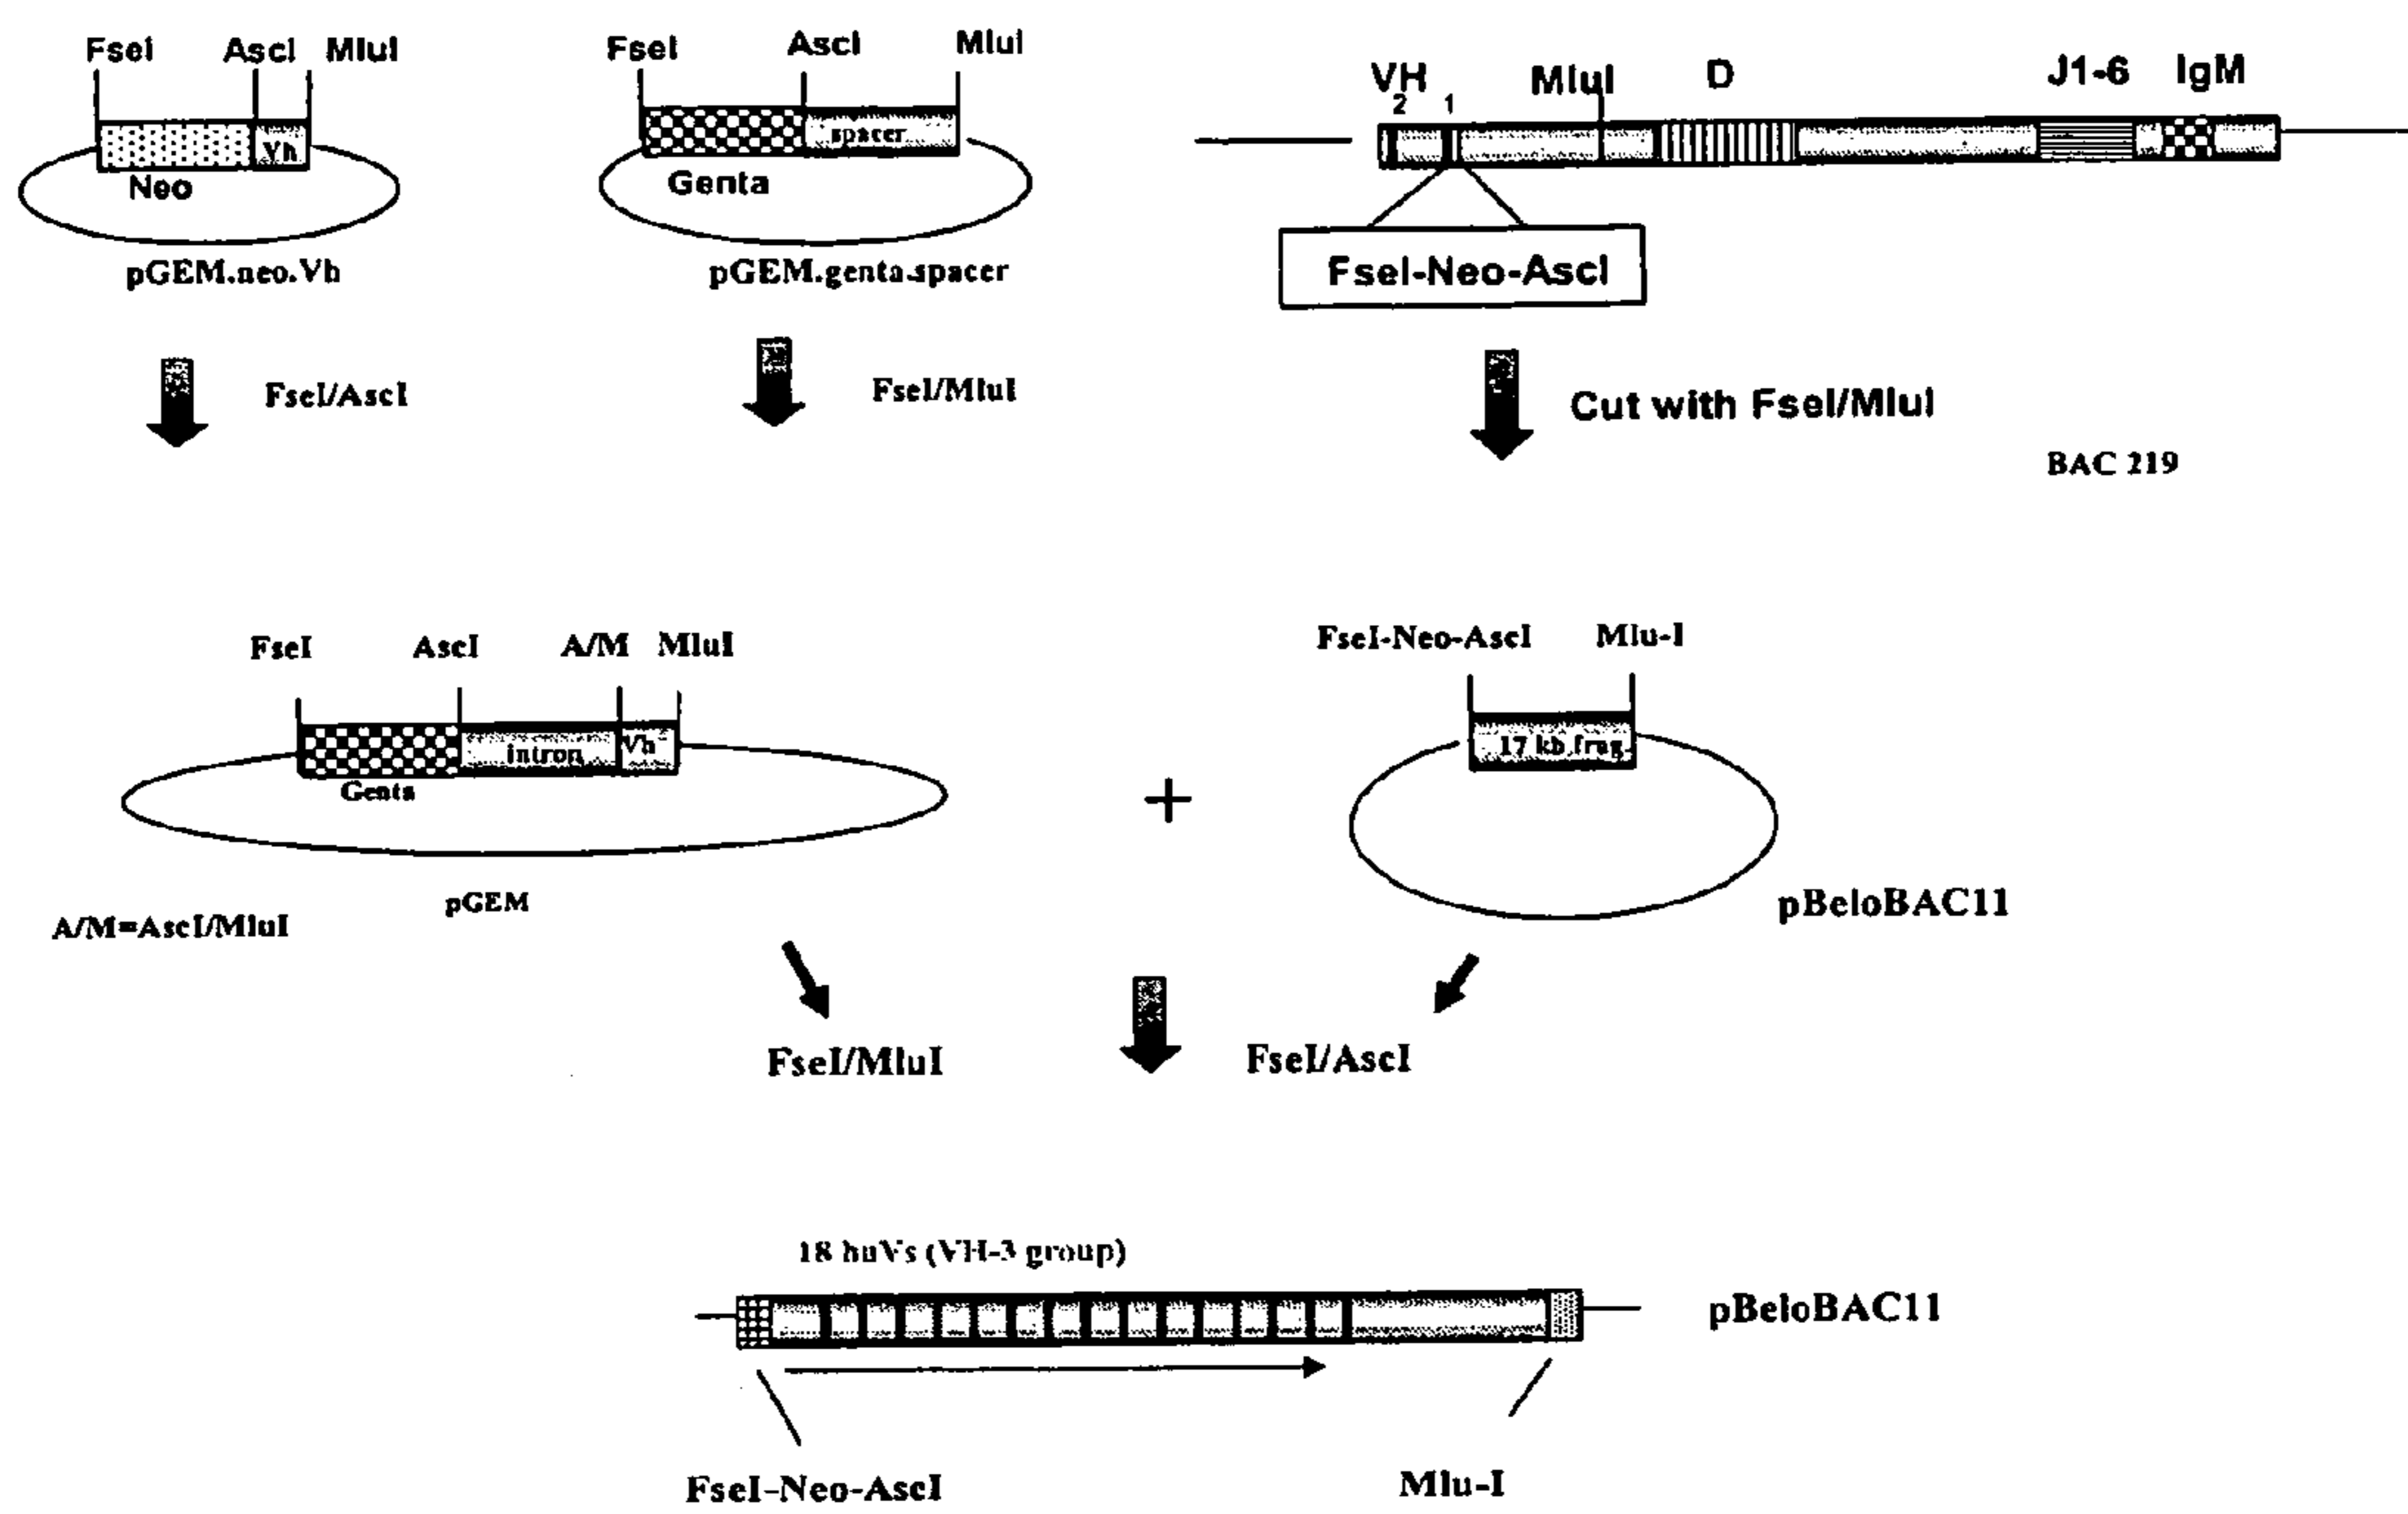 FseI AscI MluI
Neo
Vh
pGEM.neo.Vh
FseI/AscI
FseI AscI MluI
Genta
spacer
pGEM.genta.spacer
FseI/MluI
VH MluI D J1-6 IgM
2 1
FseI-Neo-AscI
Cut with FseI/MluI
BAC 219
FseI AscI A/M MluI
intron
Vh
Genta
pGEM
A/M=AscI/MluI
+
FseI-Neo-AscI Mlu-I
17 kb frag.
pBeloBAC11
FseI/MluI
FseI/AscI
18 huVs (VH-3 group)
pBeloBAC11
FseI-Neo-AscI
Mlu-I